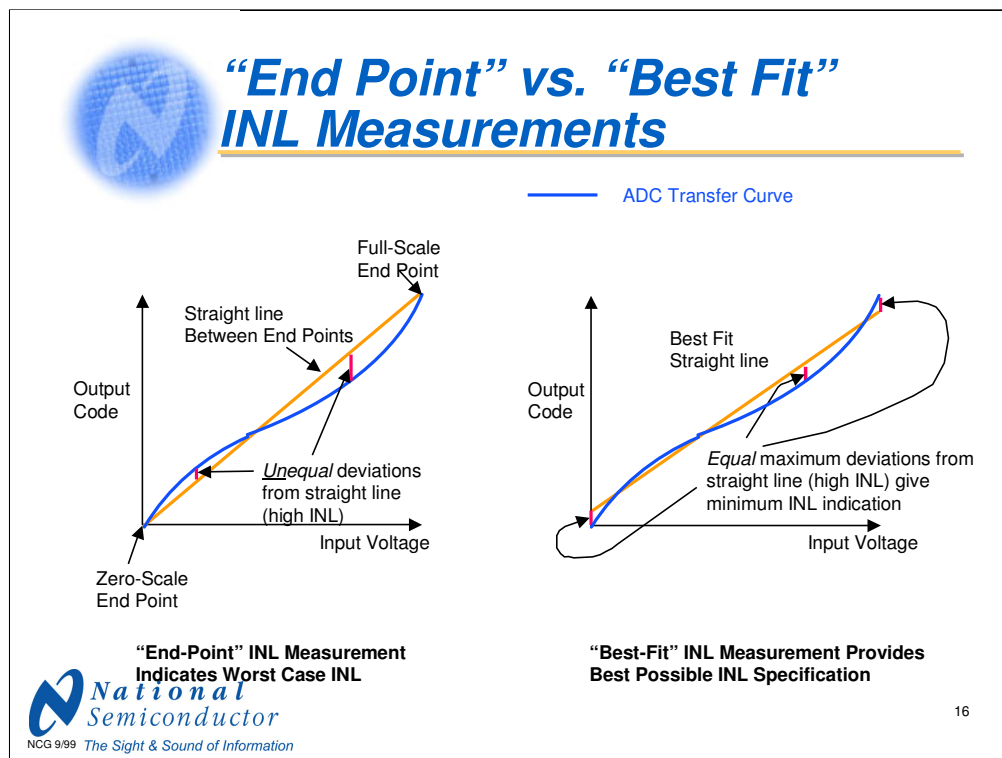 “End Point” vs. “Best Fit”
INL Measurements
ADC Transfer Curve
Full-Scale
End Point
Straight line
Between End Points
Output
Code
Unequal deviations
from straight line
(high INL)
Input Voltage
Zero-Scale
End Point
“End-Point” INL Measurement
Indicates Worst Case INL
Best Fit
Straight line
Output
Code
Equal maximum deviations from
straight line (high INL) give
minimum INL indication
Input Voltage
“Best-Fit” INL Measurement Provides
Best Possible INL Specification
National
Semiconductor
NCG 9/99 The Sight & Sound of Information
16